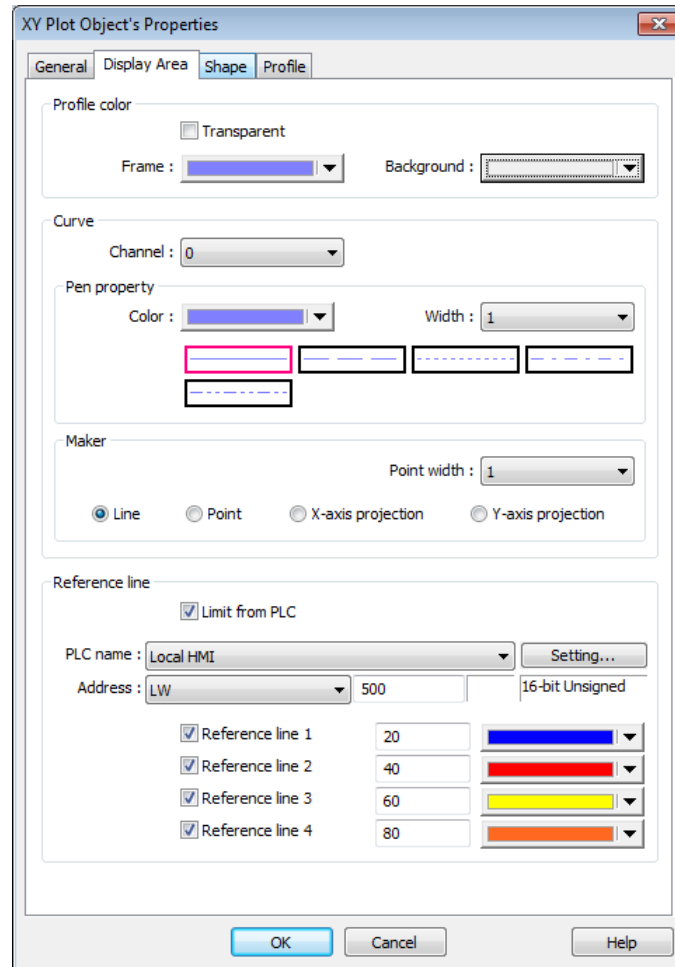 XY Plot Object's Properties
General Display Area Shape Profile
Profile color
Transparent
Frame : Background :
Curve
Channel : 0
Pen property
Color : Width : 1
Maker
Point width : 1
Line Point X-axis projection Y-axis projection
Reference line
Limit from PLC
PLC name : Local HMI Setting...
Address : LW 500 16-bit Unsigned
Reference line 1 20
Reference line 2 40
Reference line 3 60
Reference line 4 80
OK Cancel Help